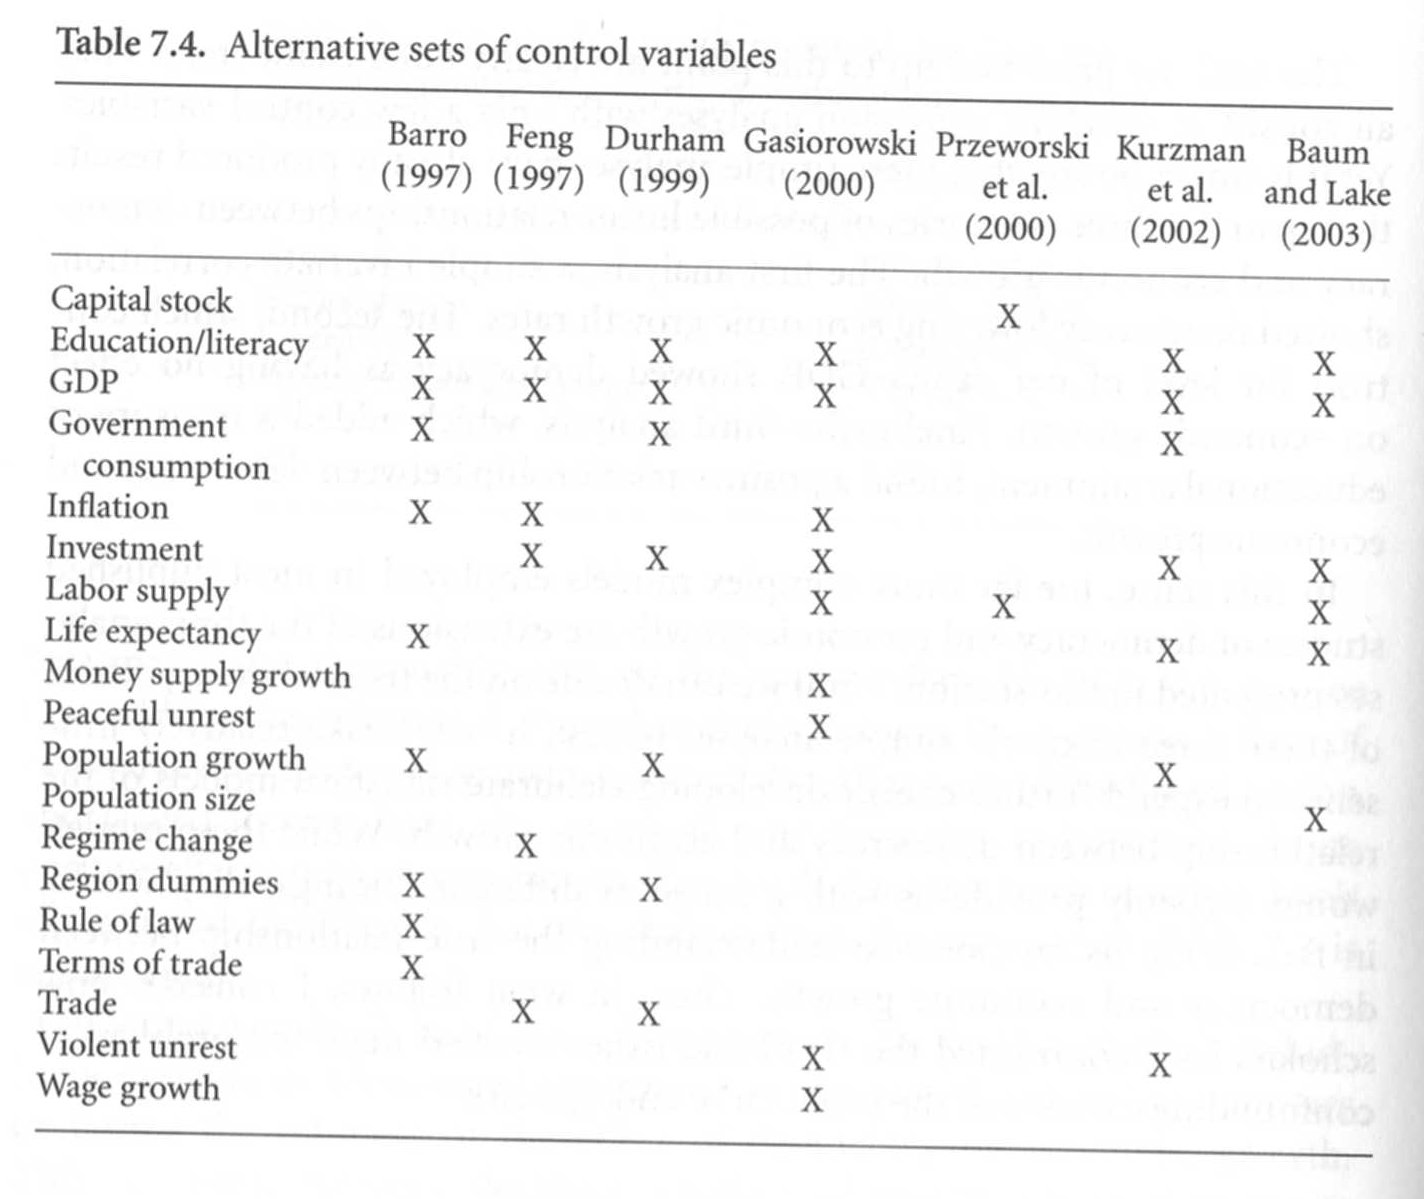 Table 7.4. Alternative sets of control variables
Barro Feng Durham Gasiorowski Przeworski Kurzman Baum
(1997) (1997) (1999) (2000) et al. et al. and Lake
(2000) (2002) (2003)
Capital stock X
Education/literacy X X X X X X
GDP X X X X X X
Government X X X
consumption
Inflation X X X
Investment X X X X X
Labor supply X X X
Life expectancy X X X
Money supply growth X
Peaceful unrest X
Population growth X X X
Population size X
Regime change X
Region dummies X X
Rule of law X
Terms of trade X
Trade X X
Violent unrest X X
Wage growth X